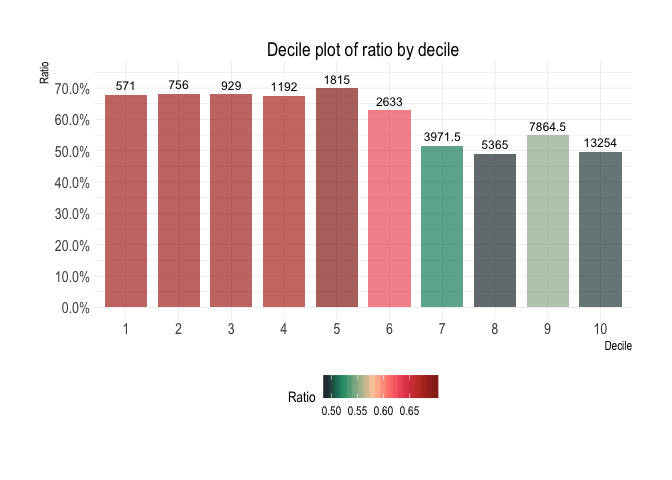 Decile plot of ratio by decile
Ratio
571 756 929 1192 1815 2633 3971.5 5365 7864.5 13254
70.0%
60.0%
50.0%
40.0%
30.0%
20.0%
10.0%
0.0%
1 2 3 4 5 6 7 8 9 10
Decile
Ratio
0.50 0.55 0.60 0.65